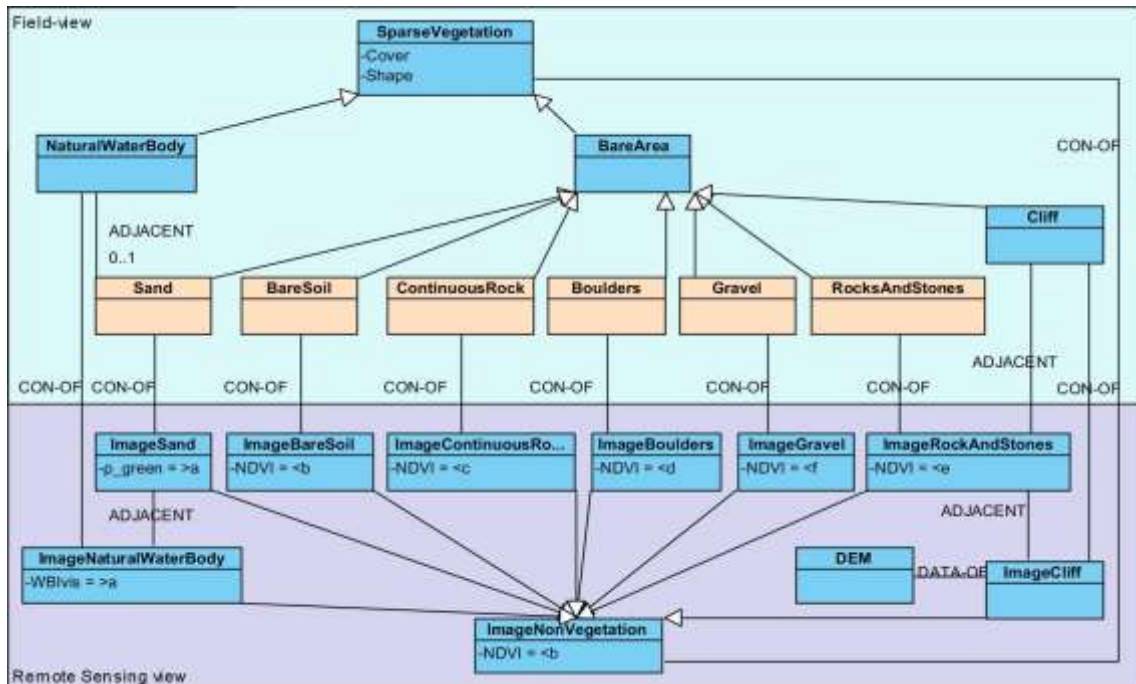 Field-view
SparseVegetation
-Cover
-Shape
NaturalWaterBody
BareArea
CON-OF
ADJACENT
0..1
Cliff
Sand
BareSoil
ContinuousRock
Boulders
Gravel
RocksAndStones
ADJACENT
CON-OF
CON-OF
CON-OF
CON-OF
CON-OF
CON-OF
CON-OF
CON-OF
ImageSand
-p_green = >a
ImageBareSoil
-NDVI = <b
ImageContinuousRo...
-NDVI = <c
ImageBoulders
-NDVI = <d
ImageGravel
-NDVI = <f
ImageRockAndStones
-NDVI = <e
ADJACENT
ADJACENT
ImageNaturalWaterBody
-WBIvis = >a
DEM
DATA-OF
ImageCliff
ImageNonVegetation
-NDVI = <b
Remote Sensing view